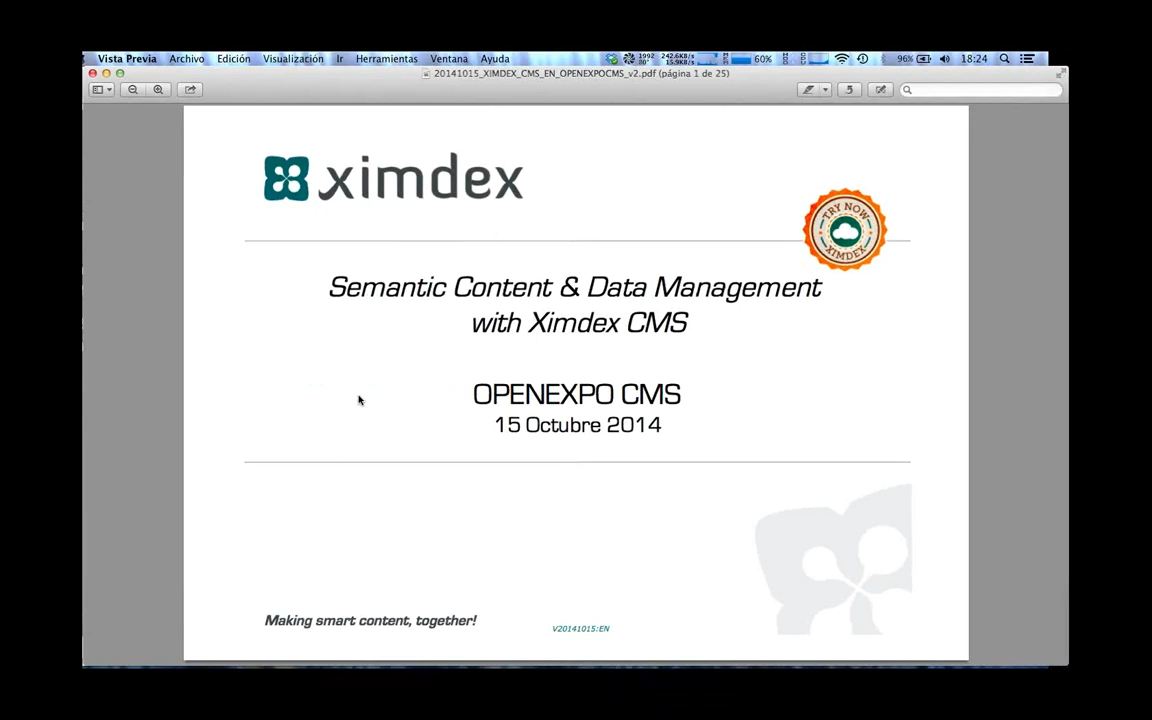 Vista Previa Archivo Edición Visualización Ir Herramientas Ventana Ayuda 60% 96% 18:24
20141015_XIMDEX_CMS_EN_OPENEXPOCMS_v2.pdf (página 1 de 25)
ximdex
TRY NOW
XIMDEX
Semantic Content & Data Management
with Ximdex CMS
OPENEXPO CMS
15 Octubre 2014
Making smart content, together!
V20141015:EN